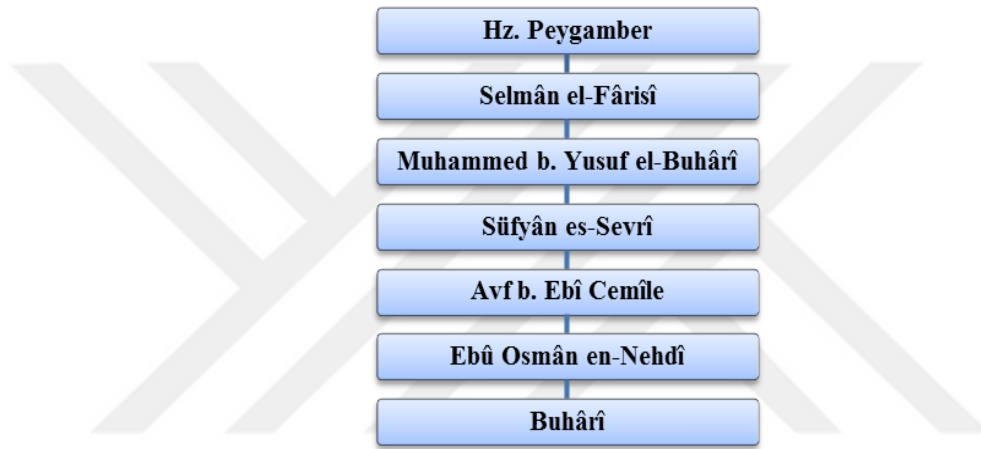 Hz. Peygamber
Selmân el-Fârisî
Muhammed b. Yusuf el-Buhârî
Süfyân es-Sevrî
Avf b. Ebî Cemîle
Ebû Osmân en-Nehdî
Buhârî